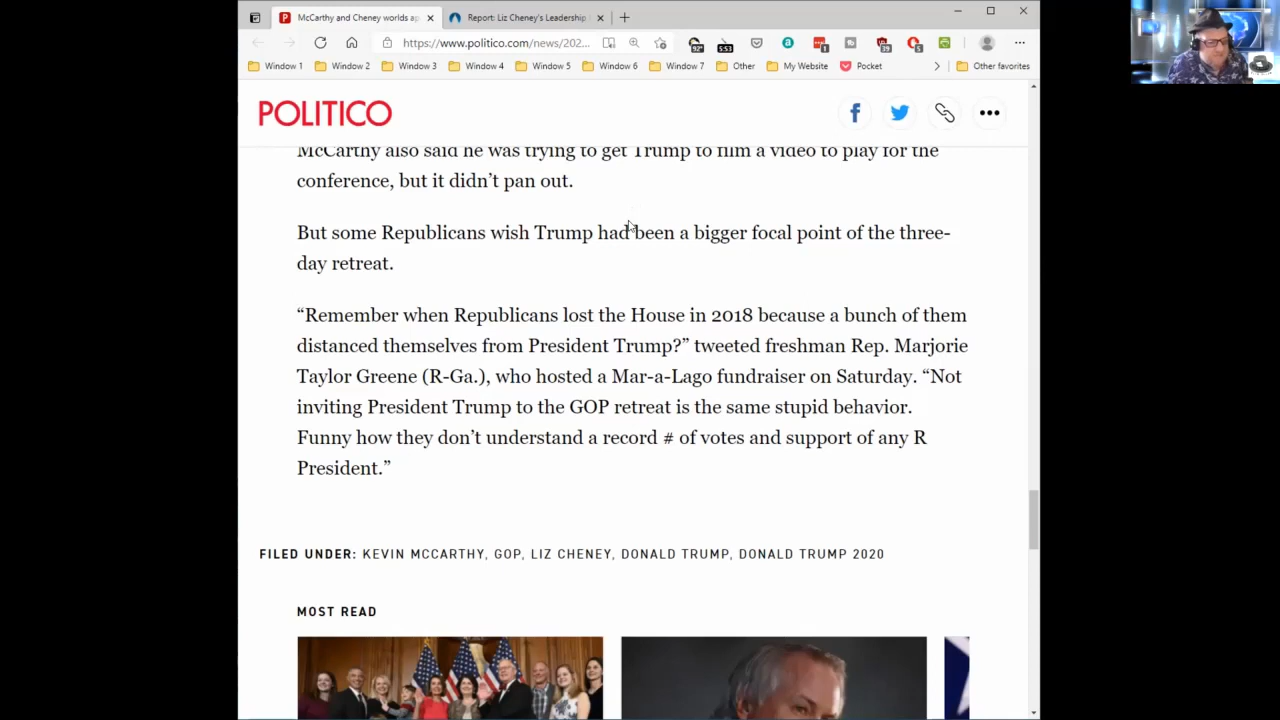 McCarthy and Cheney worlds ap
Report: Liz Cheney's Leadership
https://www.politico.com/news/202...
92°
5:53
1
39
5
Window 1
Window 2
Window 3
Window 4
Window 5
Window 6
Window 7
Other
My Website
Pocket
Other favorites
POLITICO
McCarthy also said he was trying to get Trump to film a video to play for the
conference, but it didn’t pan out.
But some Republicans wish Trump had been a bigger focal point of the three-
day retreat.
“Remember when Republicans lost the House in 2018 because a bunch of them
distanced themselves from President Trump?” tweeted freshman Rep. Marjorie
Taylor Greene (R-Ga.), who hosted a Mar-a-Lago fundraiser on Saturday. “Not
inviting President Trump to the GOP retreat is the same stupid behavior.
Funny how they don’t understand a record # of votes and support of any R
President.”
FILED UNDER: KEVIN MCCARTHY, GOP, LIZ CHENEY, DONALD TRUMP, DONALD TRUMP 2020
MOST READ